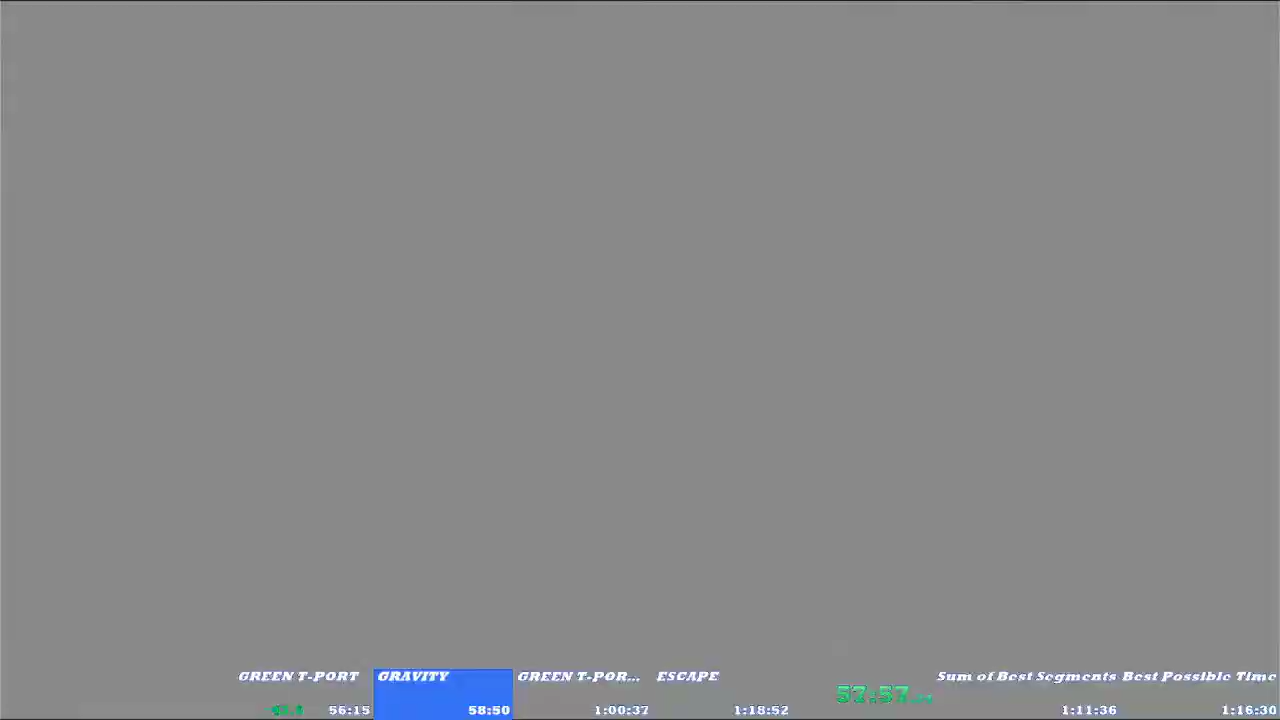 GREEN T-PORT GRAVITY GREEN T-POR... ESCAPE Sum of Best Segments Best Possible Time
57:57
56:15 58:50 1:00:37 1:18:52 1:11:36 1:16:30